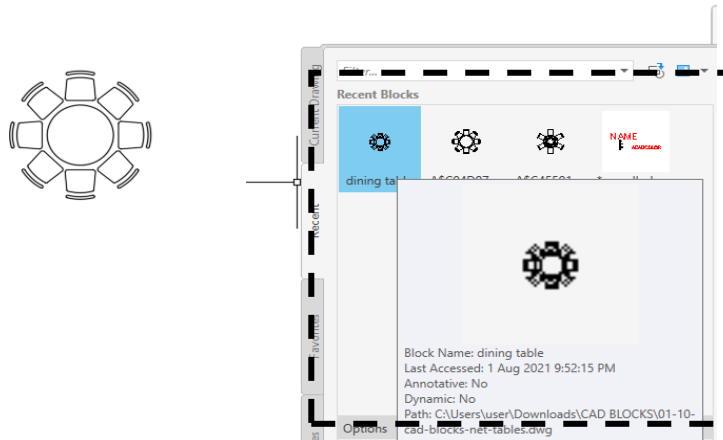 Filter...
Current Drawing
Recent Blocks
NAME
ACADCOLOR
dining ta
Recent
Block Name: dining table
Last Accessed: 1 Aug 2021 9:52:15 PM
Annotative: No
Dynamic: No
Path: C:\Users\user\Downloads\CAD BLOCKS\01-10-
cad-blocks-net-tables.dwg
Favorites
Options